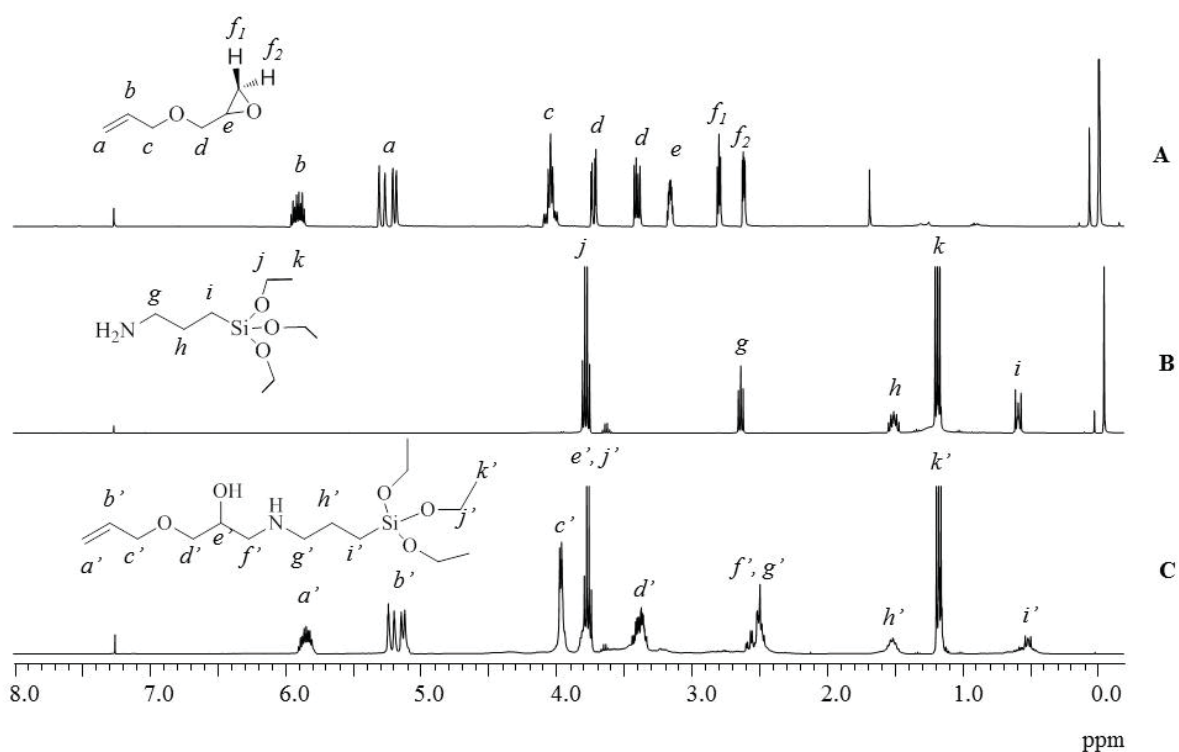 f1
H f2
H
b
O
O
a c d e
b a c d d e f1 f2
A
j k
g i O
H2N Si O
h O
j k g h i
B
OH H h’ O k’
b’ O e’ N Si O
a’ c’ d’ f’ g’ i’ O j’
a’ b’ c’ e’, j’ d’ f’, g’ h’ k’ i’
C
8.0 7.0 6.0 5.0 4.0 3.0 2.0 1.0 0.0
ppm